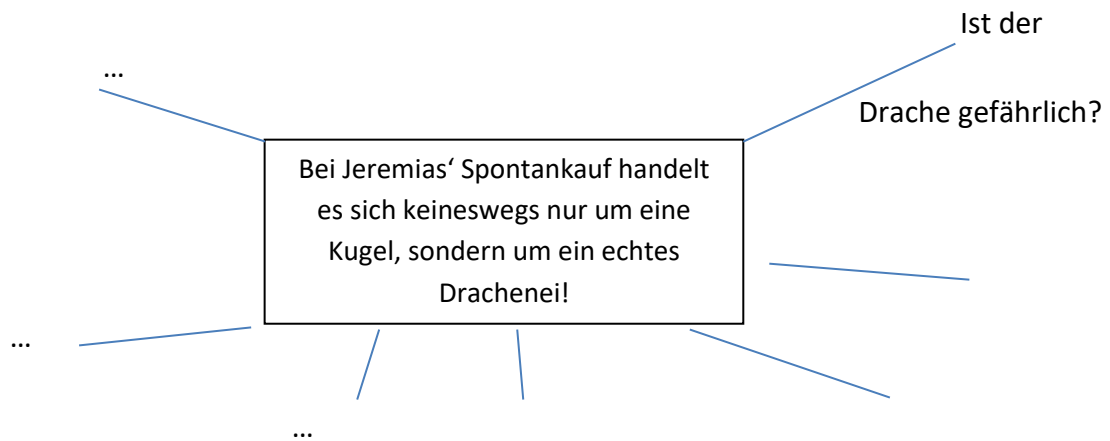 Ist der
...
Drache gefährlich?
Bei Jeremias‘ Spontankauf handelt
es sich keineswegs nur um eine
Kugel, sondern um ein echtes
Drachenei!
...
...